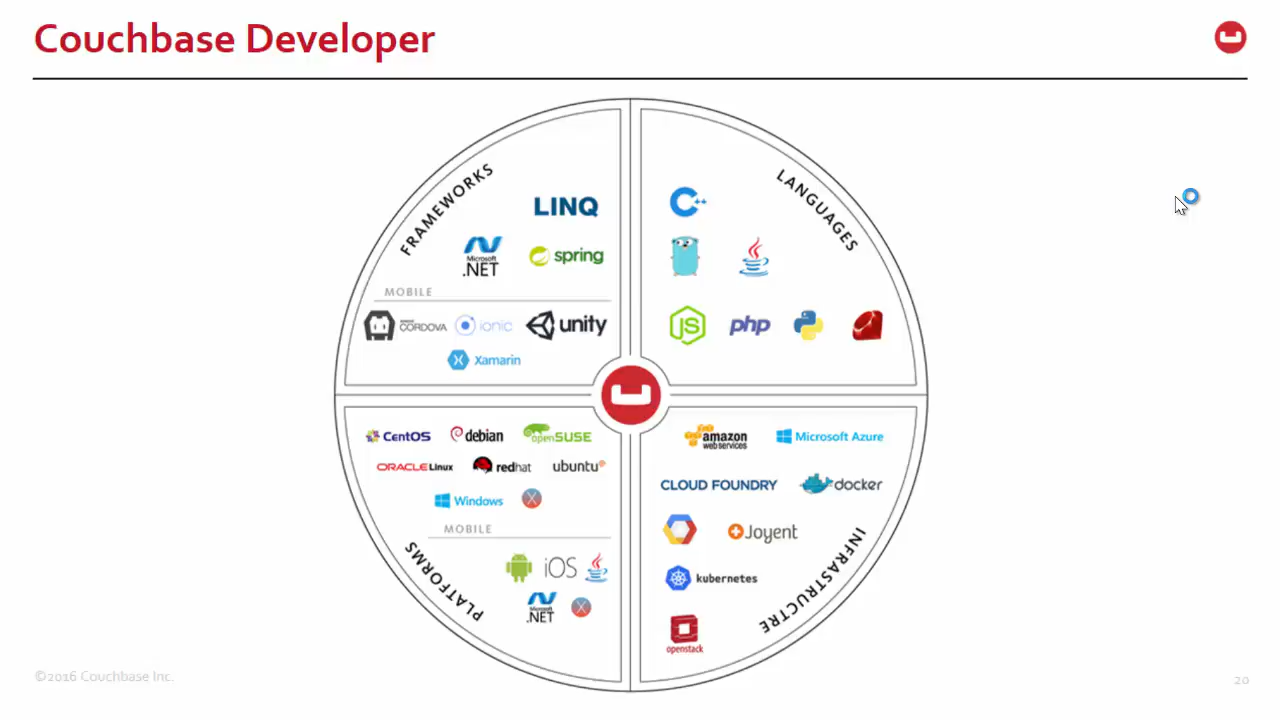 Couchbase Developer
FRAMEWORKS
LINQ
Microsoft
.NET
spring
MOBILE
CORDOVA
ionic
unity
Xamarin
LANGUAGES
C++
JS
php
CentOS
debian
openSUSE
ORACLE Linux
redhat
ubuntu
Windows
X
MOBILE
iOS
Microsoft
.NET
X
PLATFORMS
amazon
web services
Microsoft Azure
CLOUD FOUNDRY
docker
Joyent
kubernetes
openstack
INFRASTRUCTRE
©2016 Couchbase Inc.
20